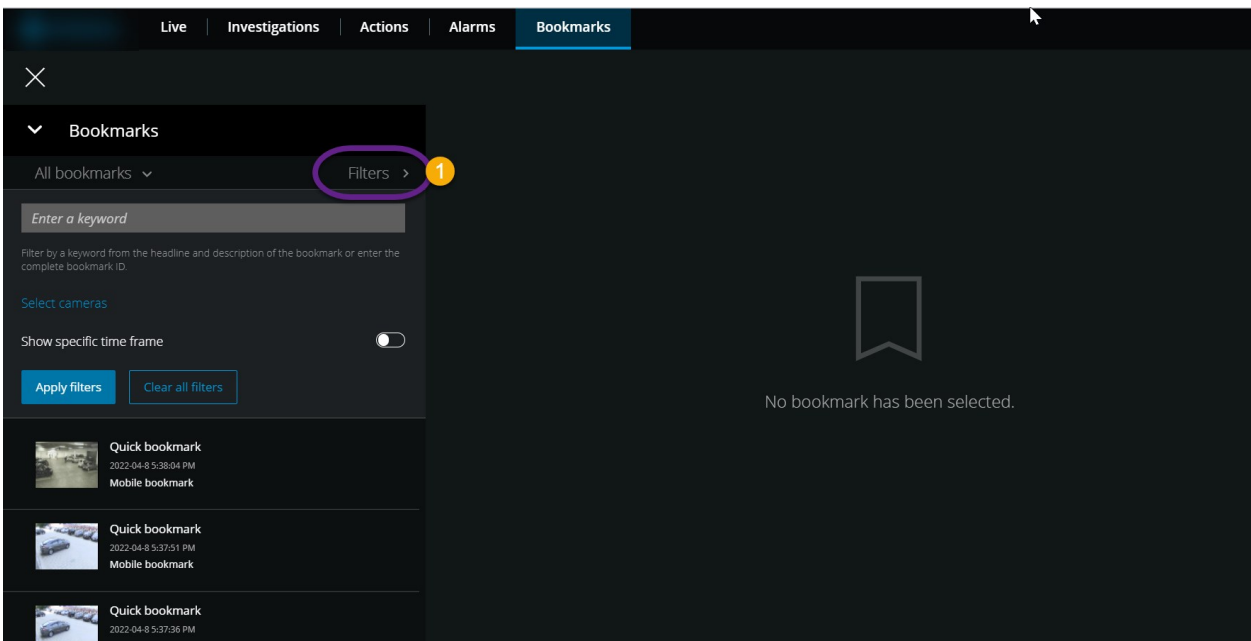 Live
Investigations
Actions
Alarms
Bookmarks
Bookmarks
All bookmarks
Filters
1
Enter a keyword
Filter by a keyword from the headline and description of the bookmark or enter the
complete bookmark ID.
Select cameras
Show specific time frame
Apply filters
Clear all filters
Quick bookmark
2022-04-8 5:38:04 PM
Mobile bookmark
Quick bookmark
2022-04-8 5:37:51 PM
Mobile bookmark
Quick bookmark
2022-04-8 5:37:36 PM
No bookmark has been selected.